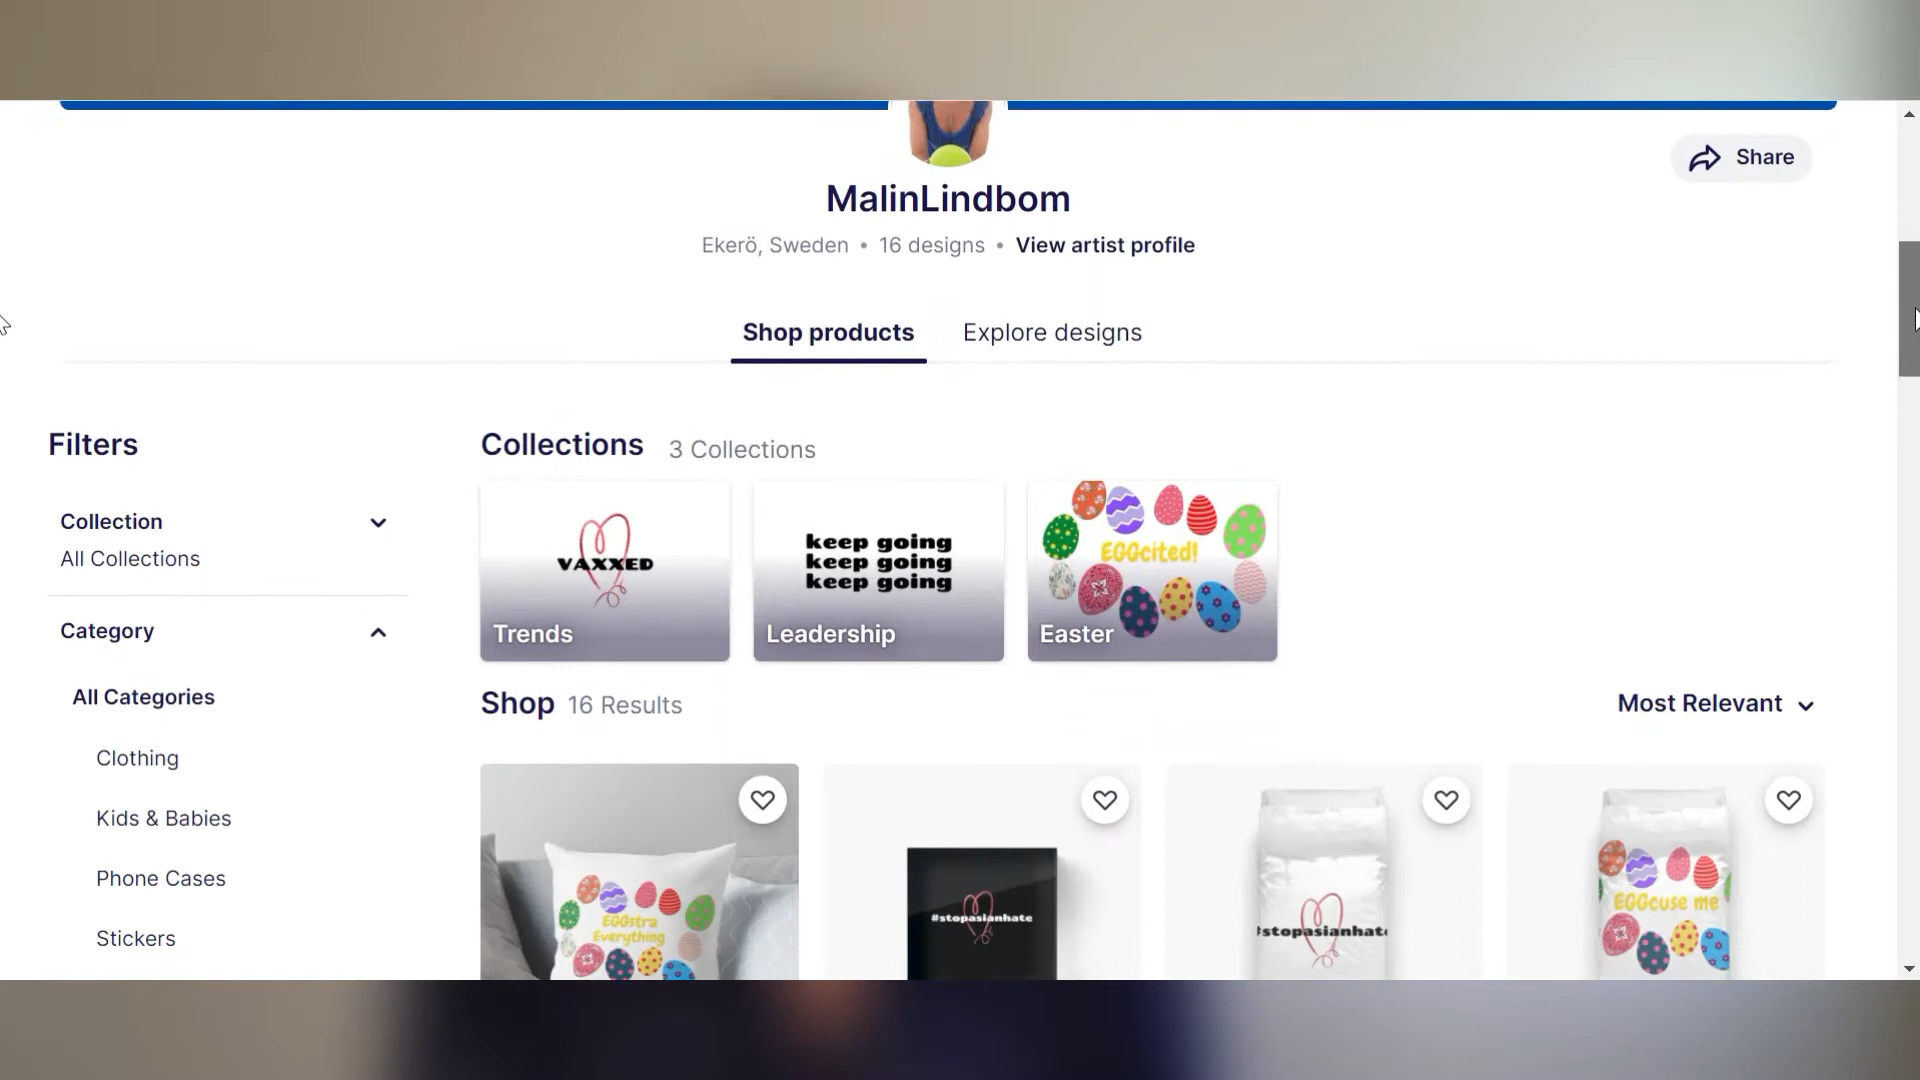 Share
MalinLindbom
Ekerö, Sweden • 16 designs • View artist profile
Shop products
Explore designs
Filters
Collections
3 Collections
Collection
All Collections
VAXXED
Trends
keep going
keep going
keep going
Leadership
EGGcited!
Easter
Category
All Categories
Clothing
Kids & Babies
Phone Cases
Stickers
Shop
16 Results
Most Relevant
EGGstra
Everything
#stopasianhate
#stopasianhate
EGGcuse me